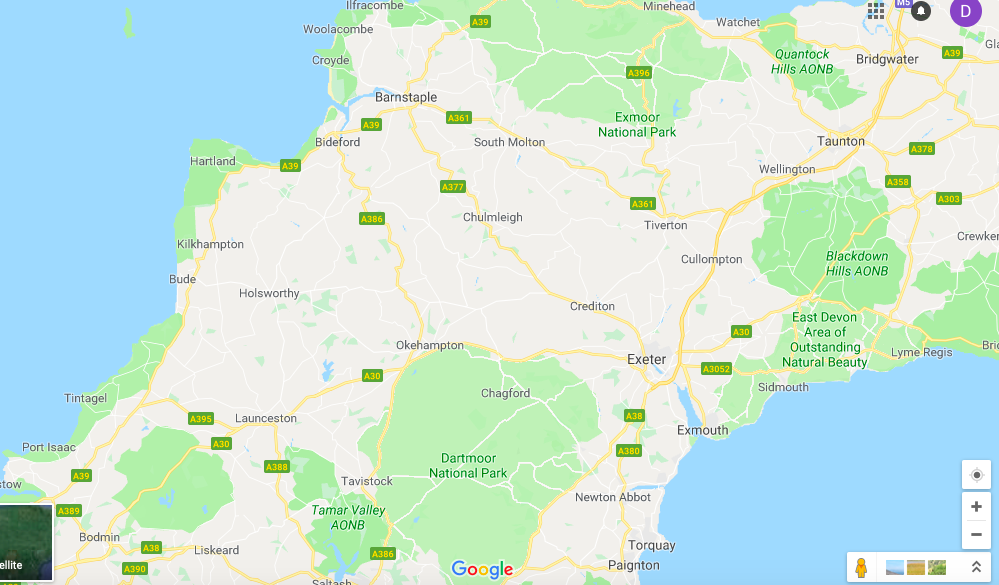 Ilfracombe
Minehead
M5
D
A39
Watchet
Woolacombe
Quantock
Hills AONB
Bridgwater
A39
Croyde
A396
Barnstaple
A361
Exmoor
National Park
A39
Bideford
South Molton
Taunton
A378
Hartland
A39
Wellington
A377
A358
A361
A303
A386
Chulmleigh
Tiverton
Crewker
Kilkhampton
Cullompton
Blackdown
Hills AONB
Bude
Holsworthy
Crediton
East Devon
Area of
Outstanding
Natural Beauty
A30
Okehampton
Exeter
Lyme Regis
A30
A3052
Sidmouth
Chagford
Tintagel
A395
Launceston
A38
Exmouth
Port Isaac
A30
A380
A388
Dartmoor
National Park
A39
Tavistock
stow
Newton Abbot
A389
Tamar Valley
AONB
Bodmin
A38
Liskeard
A386
Torquay
ellite
A390
Google
Paignton
Saltash